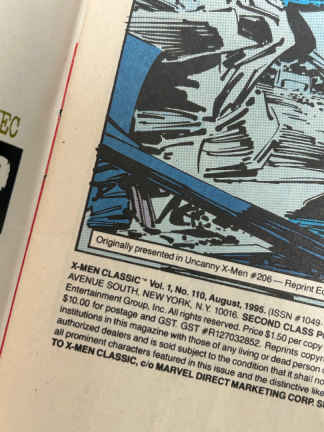 EC
Originally presented in Uncanny X-Men #206 — Reprint Ed
X-MEN CLASSIC™ Vol. 1, No. 110, August, 1995. (ISSN #1049-
AVENUE SOUTH, NEW YORK, N.Y. 10016. SECOND CLASS P
Entertainment Group, Inc. All rights reserved. Price $1.50 per copy
$10.00 for postage and GST. GST #R127032852. Reprints copyr
institutions in this magazine with those of any living or dead person o
authorized dealers and is sold subject to the condition that it shall no
all prominent characters featured in this issue and the distinctive like
TO X-MEN CLASSIC, c/o MARVEL DIRECT MARKETING CORP. S